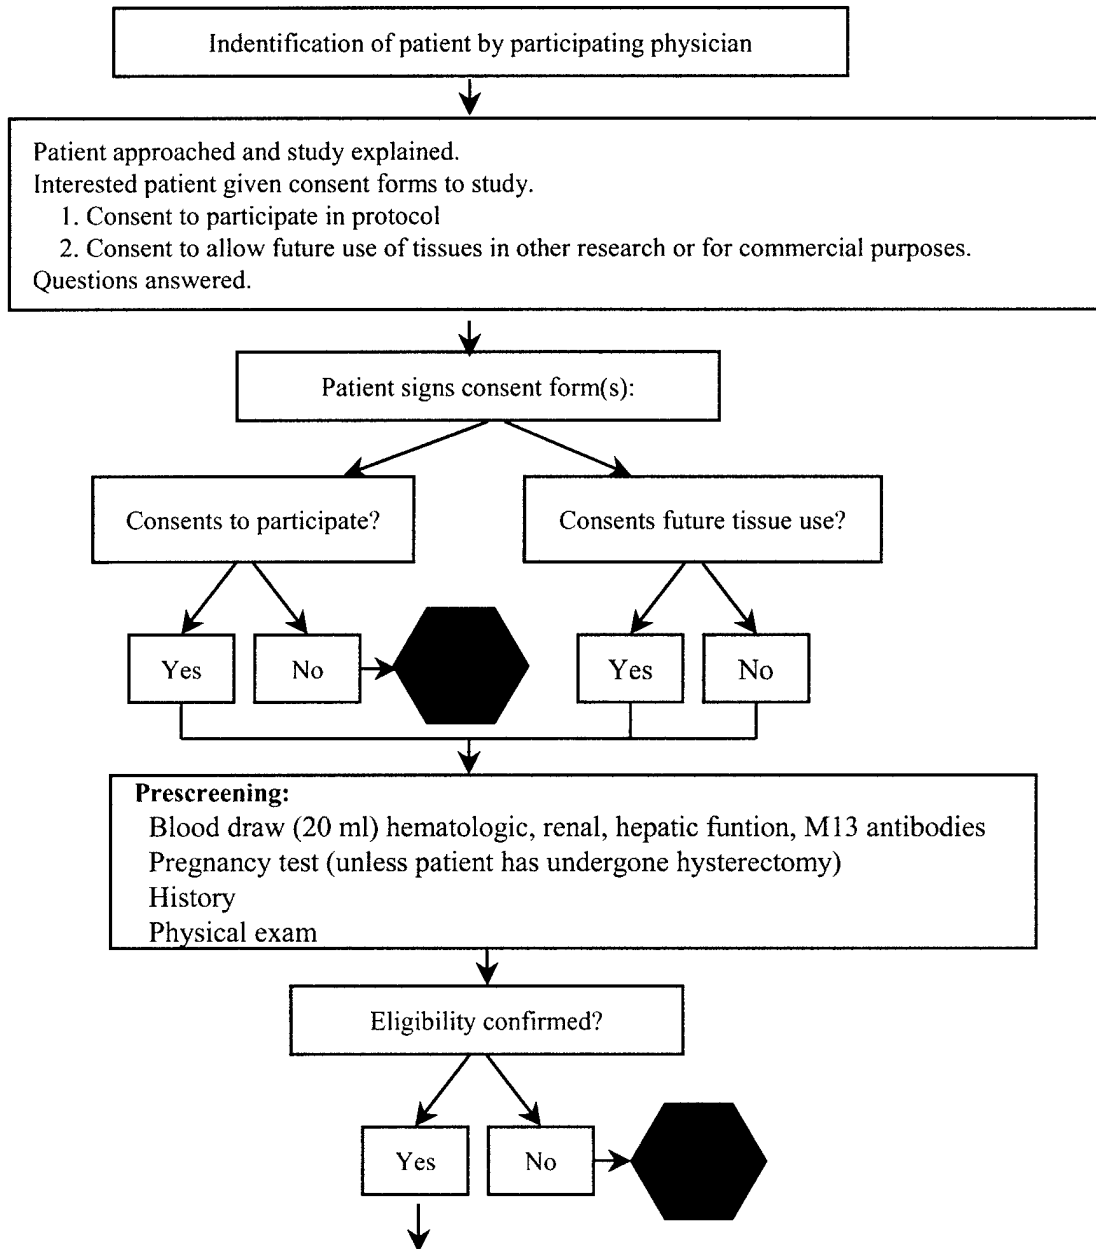 Indentification of patient by participating physician
Patient approached and study explained.
Interested patient given consent forms to study.
1. Consent to participate in protocol
2. Consent to allow future use of tissues in other research or for commercial purposes.
Questions answered.
Patient signs consent form(s):
Consents to participate?
Consents future tissue use?
Yes
No
Yes
No
Prescreening:
Blood draw (20 ml) hematologic, renal, hepatic funtion, M13 antibodies
Pregnancy test (unless patient has undergone hysterectomy)
History
Physical exam
Eligibility confirmed?
Yes
No